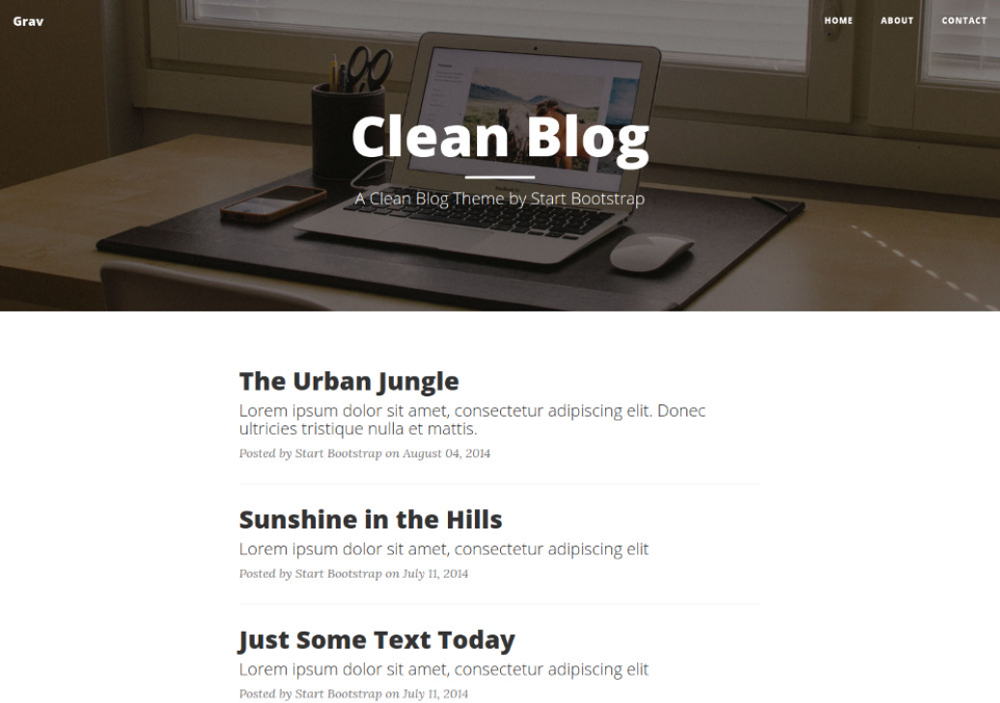 Grav
HOME ABOUT CONTACT
Clean Blog
A Clean Blog Theme by Start Bootstrap
The Urban Jungle
Lorem ipsum dolor sit amet, consectetur adipiscing elit. Donec
ultricies tristique nulla et mattis.
Posted by Start Bootstrap on August 04, 2014
Sunshine in the Hills
Lorem ipsum dolor sit amet, consectetur adipiscing elit
Posted by Start Bootstrap on July 11, 2014
Just Some Text Today
Lorem ipsum dolor sit amet, consectetur adipiscing elit
Posted by Start Bootstrap on July 11, 2014